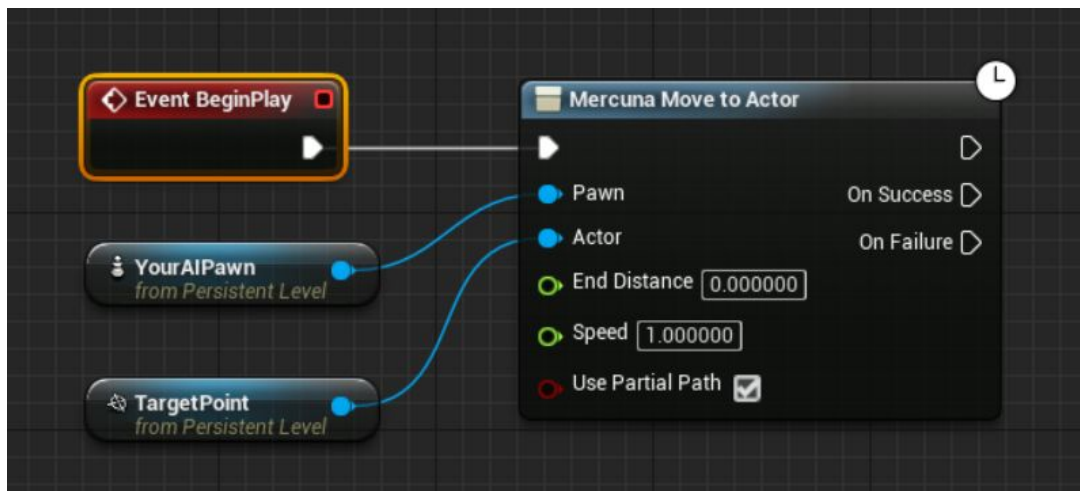 Event BeginPlay
Mercuna Move to Actor
Pawn
On Success
Actor
On Failure
YourAIPawn
from Persistent Level
End Distance 0.000000
Speed 1.000000
Use Partial Path
TargetPoint
from Persistent Level